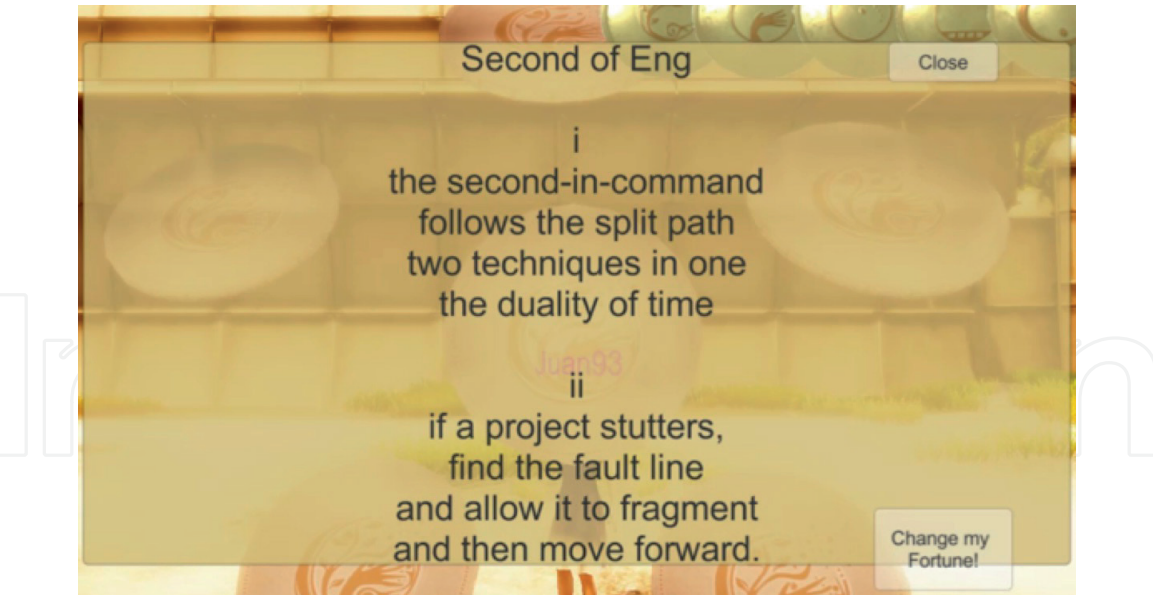 Second of Eng
Close
i
the second-in-command
follows the split path
two techniques in one
the duality of time
Juan93
ii
if a project stutters,
find the fault line
and allow it to fragment
and then move forward.
Change my
Fortune!